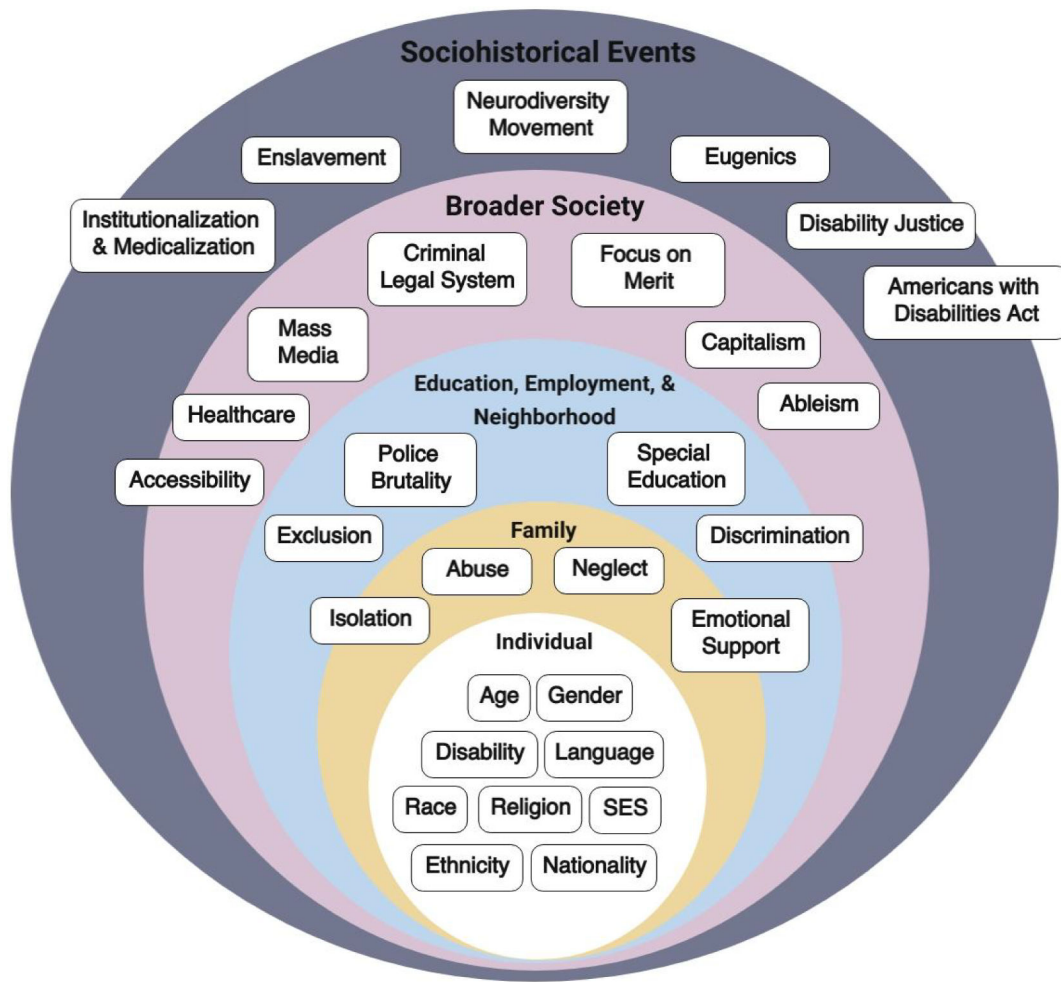 Sociohistorical Events
Neurodiversity
Movement
Enslavement
Eugenics
Institutionalization
& Medicalization
Disability Justice
Americans with
Disabilities Act
Broader Society
Criminal
Legal System
Focus on
Merit
Mass
Media
Capitalism
Healthcare
Ableism
Accessibility
Education, Employment, &
Neighborhood
Police
Brutality
Special
Education
Exclusion
Discrimination
Family
Abuse
Neglect
Isolation
Emotional
Support
Individual
Age
Gender
Disability
Language
Race
Religion
SES
Ethnicity
Nationality